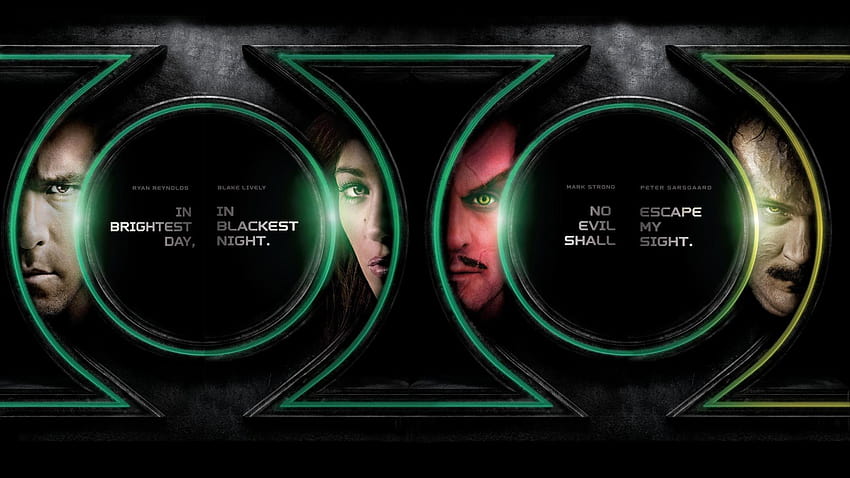 RYAN REYNOLDS
IN
BRIGHTEST
DAY,
BLAKE LIVELY
IN
BLACKEST
NIGHT.
MARK STRONG
NO
EVIL
SHALL
PETER SARSGAARD
ESCAPE
MY
SIGHT.